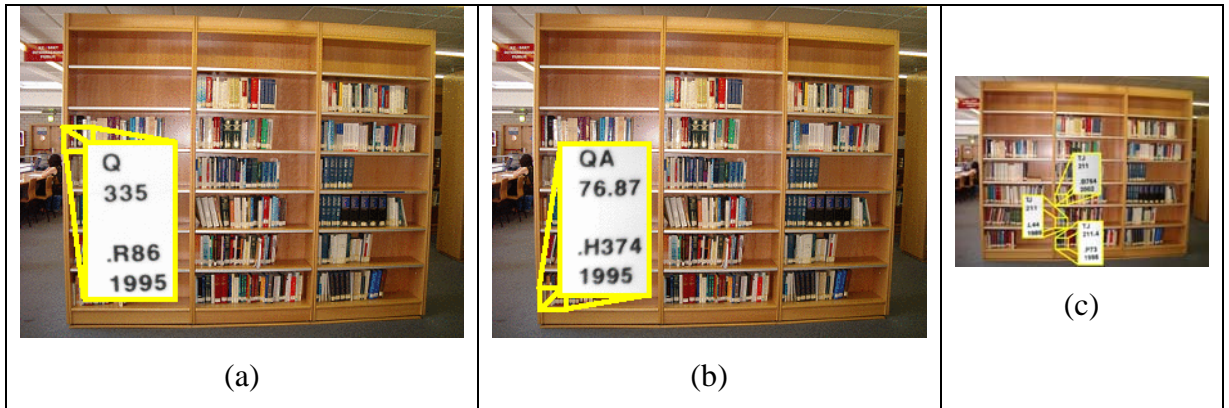 Q
335
.R86
1995
(a)
QA
76.87
.H374
1995
(b)
TJ
211
.B764
2002
TJ
211
.L44
TJ
211.4
.P73
1998
(c)